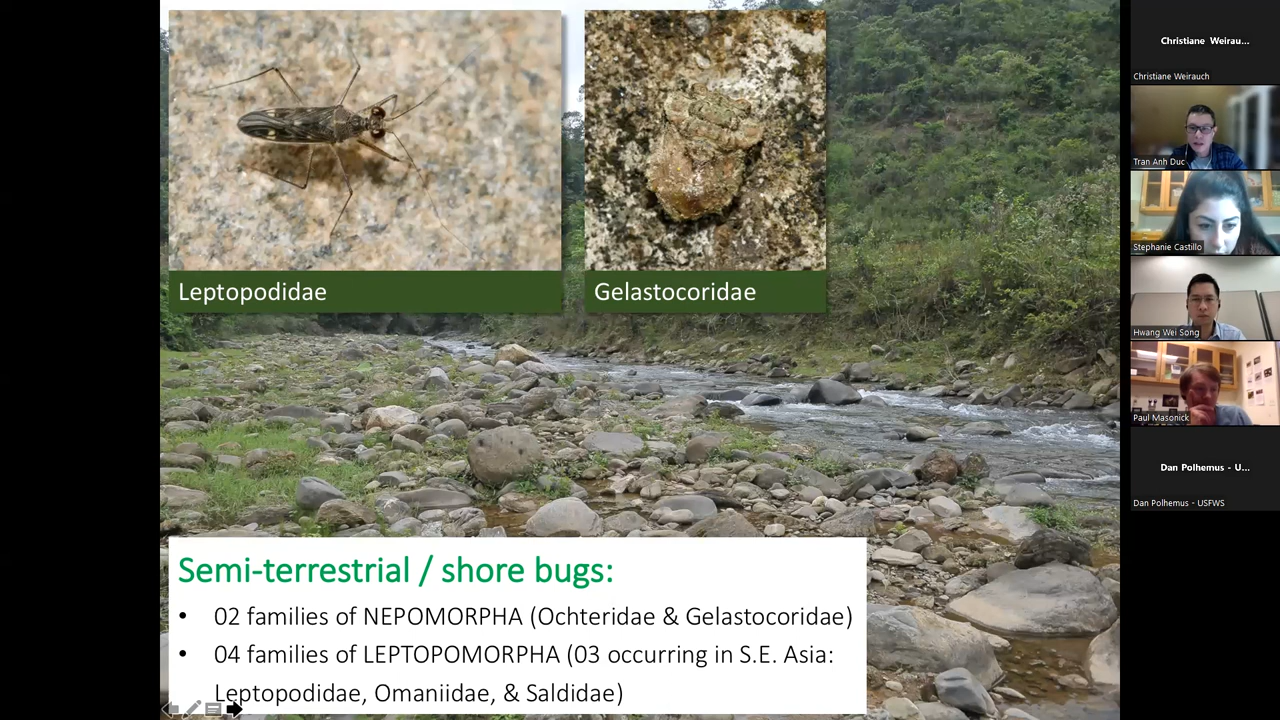 Leptopodidae
Gelastocoridae
Semi-terrestrial / shore bugs:
• 02 families of NEPOMORPHA (Ochteridae & Gelastocoridae)
• 04 families of LEPTOPOMORPHA (03 occurring in S.E. Asia:
Leptopodidae, Omaniidae, & Saldidae)
Christiane Weirau...
Christiane Weirauch
Tran Anh Duc
Stephanie Castillo
Hwang Wei Song
Paul Masonick
Dan Polhemus - U...
Dan Polhemus - USFWS